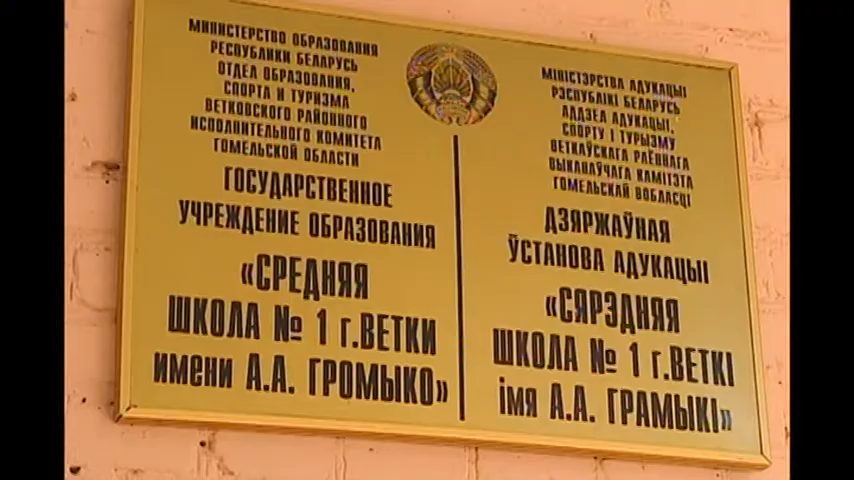 МИНИСТЕРСТВО ОБРАЗОВАНИЯ
РЕСПУБЛИКИ БЕЛАРУСЬ
ОТДЕЛ ОБРАЗОВАНИЯ,
СПОРТА И ТУРИЗМА
ВЕТКОВСКОГО РАЙОННОГО
ИСПОЛНИТЕЛЬНОГО КОМИТЕТА
ГОМЕЛЬСКОЙ ОБЛАСТИ
ГОСУДАРСТВЕННОЕ
УЧРЕЖДЕНИЕ ОБРАЗОВАНИЯ
«СРЕДНЯЯ
ШКОЛА № 1 г.ВЕТКИ
имени А.А. ГРОМЫКО»
МІНІСТЭРСТВА АДУКАЦЫІ
РЭСПУБЛІКІ БЕЛАРУСЬ
АДДЗЕЛ АДУКАЦЫІ,
СПОРТУ І ТУРЫЗМУ
ВЕТКАЎСКАГА РАЁННАГА
ВЫКАНАЎЧАГА КАМІТЭТА
ГОМЕЛЬСКАЙ ВОБЛАСЦІ
ДЗЯРЖАЎНАЯ
ЎСТАНОВА АДУКАЦЫІ
«СЯРЭДНЯЯ
ШКОЛА № 1 г.ВЕТКІ
імя А.А. ГРАМЫКІ»